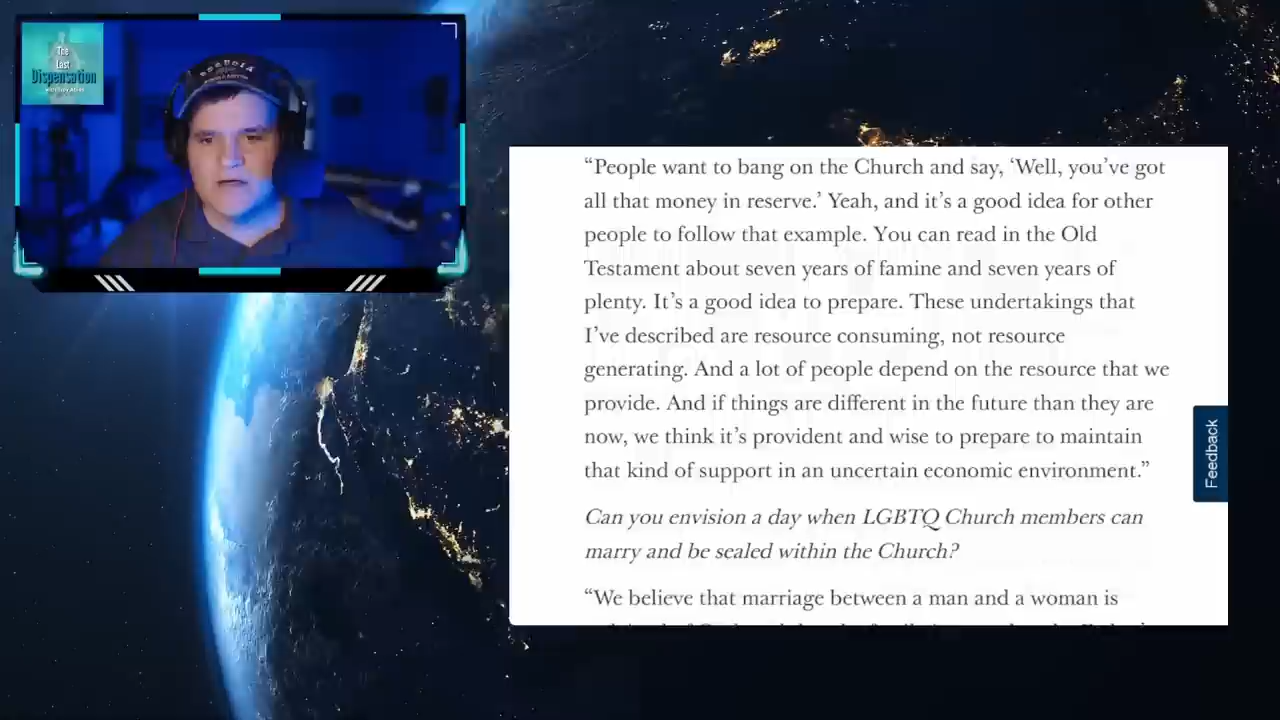 The
Last
Dispensation
“People want to bang on the Church and say, ‘Well, you’ve got
all that money in reserve.’ Yeah, and it’s a good idea for other
people to follow that example. You can read in the Old
Testament about seven years of famine and seven years of
plenty. It’s a good idea to prepare. These undertakings that
I’ve described are resource consuming, not resource
generating. And a lot of people depend on the resource that we
provide. And if things are different in the future than they are
now, we think it’s provident and wise to prepare to maintain
that kind of support in an uncertain economic environment.”
Can you envision a day when LGBTQ Church members can
marry and be sealed within the Church?
“We believe that marriage between a man and a woman is
Feedback